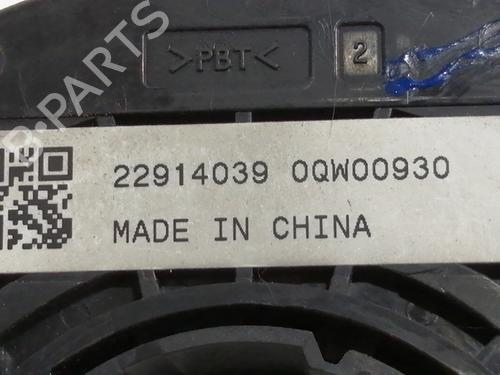 >PBT<
2
22914039 0QW00930
MADE IN CHINA
B-PARTS